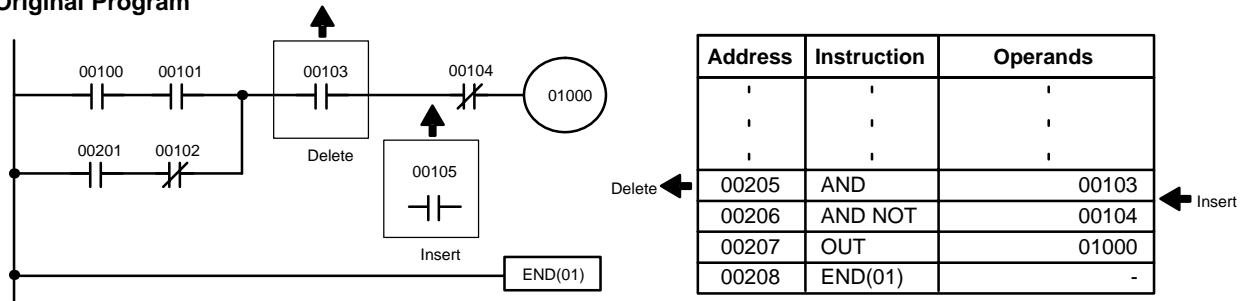 Original Program
00100 00101 00103 00104
01000
Delete
00201 00102
00105
Insert
END(01)
Address Instruction Operands
Delete 00205 AND 00103 Insert
00206 AND NOT 00104
00207 OUT 01000
00208 END(01) -